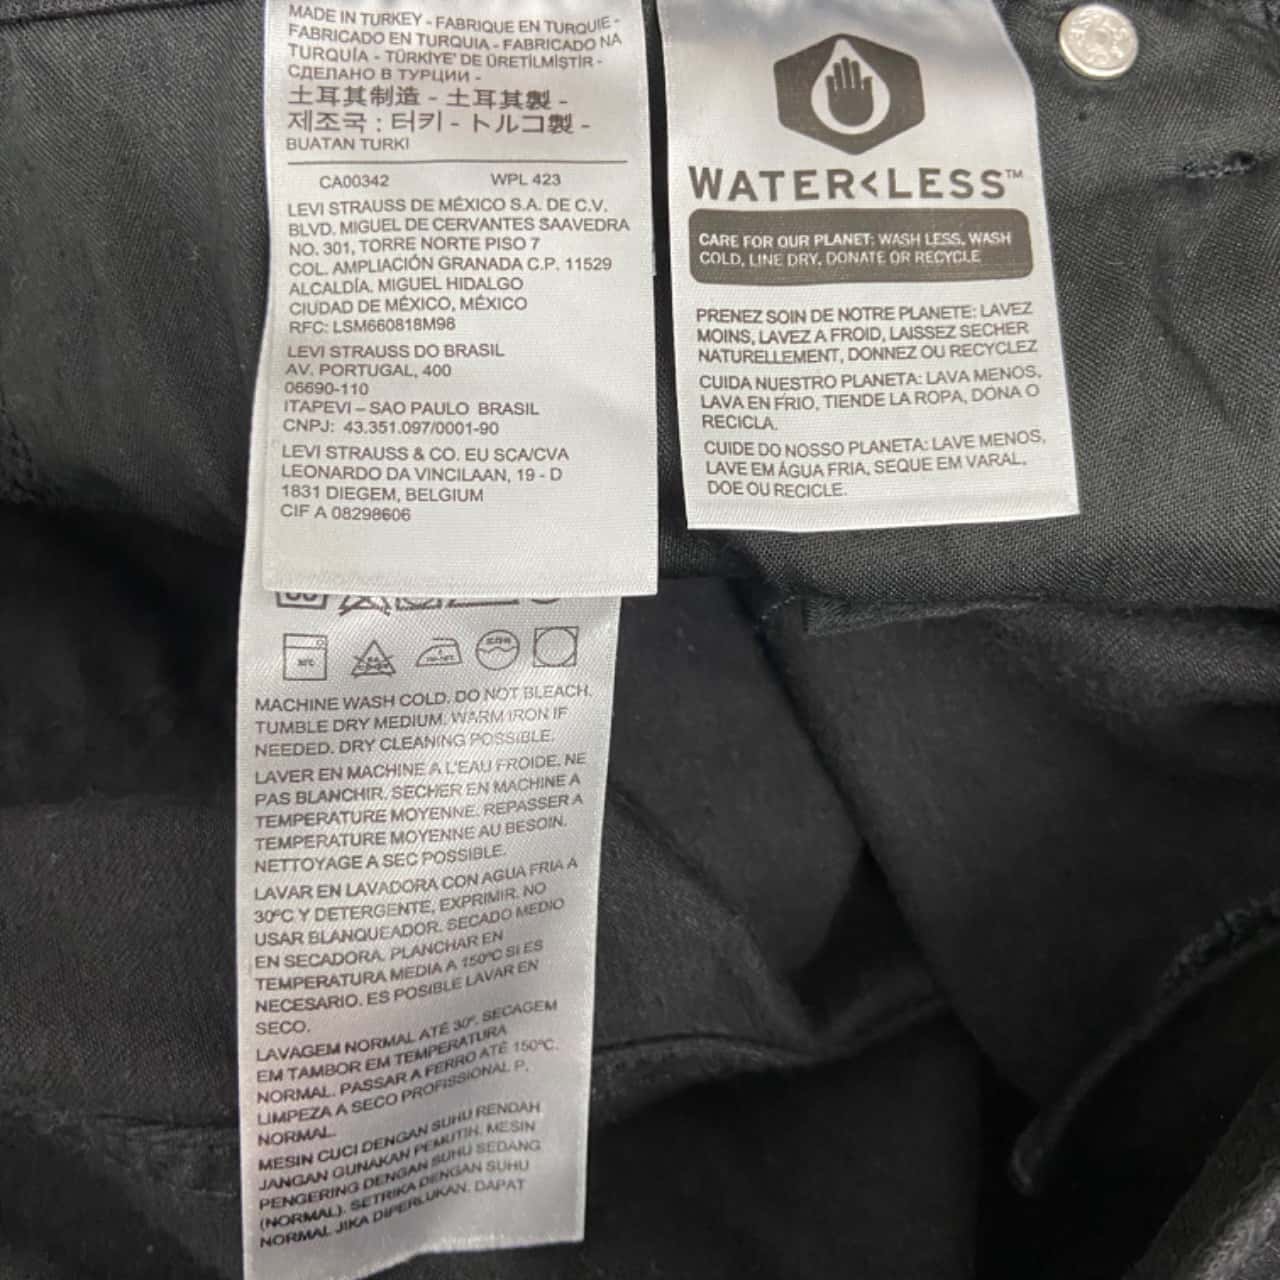 MADE IN TURKEY - FABRIQUE EN TURQUIE -
FABRICADO EN TURQUIA - FABRICADO NA
TURQUÍA - TÜRKİYE' DE ÜRETİLMİŞTİR -
СДЕЛАНО В ТУРЦИИ -
土耳其制造 - 土耳其製 -
제조국 : 터키 - トルコ製 -
BUATAN TURKI
CA00342 WPL 423
LEVI STRAUSS DE MÉXICO S.A. DE C.V.
BLVD. MIGUEL DE CERVANTES SAAVEDRA
NO. 301, TORRE NORTE PISO 7
COL. AMPLIACIÓN GRANADA C.P. 11529
ALCALDÍA. MIGUEL HIDALGO
CIUDAD DE MÉXICO, MÉXICO
RFC: LSM660818M98
LEVI STRAUSS DO BRASIL
AV. PORTUGAL, 400
06690-110
ITAPEVI – SAO PAULO BRASIL
CNPJ: 43.351.097/0001-90
LEVI STRAUSS & CO. EU SCA/CVA
LEONARDO DA VINCILAAN, 19 - D
1831 DIEGEM, BELGIUM
CIF A 08298606
WATER<LESS™
CARE FOR OUR PLANET: WASH LESS, WASH
COLD, LINE DRY, DONATE OR RECYCLE
PRENEZ SOIN DE NOTRE PLANETE: LAVEZ
MOINS, LAVEZ A FROID, LAISSEZ SECHER
NATURELLEMENT, DONNEZ OU RECYCLEZ
CUIDA NUESTRO PLANETA: LAVA MENOS,
LAVA EN FRIO, TIENDE LA ROPA, DONA O
RECICLA.
CUIDE DO NOSSO PLANETA: LAVE MENOS,
LAVE EM ÁGUA FRIA, SEQUE EM VARAL,
DOE OU RECICLE.
30°C
MACHINE WASH COLD. DO NOT BLEACH.
TUMBLE DRY MEDIUM. WARM IRON IF
NEEDED. DRY CLEANING POSSIBLE.
LAVER EN MACHINE A L'EAU FROIDE. NE
PAS BLANCHIR. SECHER EN MACHINE A
TEMPERATURE MOYENNE. REPASSER A
TEMPERATURE MOYENNE AU BESOIN.
NETTOYAGE A SEC POSSIBLE.
LAVAR EN LAVADORA CON AGUA FRIA A
30ºC Y DETERGENTE, EXPRIMIR. NO
USAR BLANQUEADOR. SECADO MEDIO
EN SECADORA. PLANCHAR EN
TEMPERATURA MEDIA A 150ºC SI ES
NECESARIO. ES POSIBLE LAVAR EN
SECO.
LAVAGEM NORMAL ATÉ 30º. SECAGEM
EM TAMBOR EM TEMPERATURA
NORMAL. PASSAR A FERRO ATÉ 150ºC.
LIMPEZA A SECO PROFISSIONAL P,
NORMAL.
MESIN CUCI DENGAN SUHU RENDAH
JANGAN GUNAKAN PEMUTIH. MESIN
PENGERING DENGAN SUHU SEDANG
(NORMAL). SETRIKA DENGAN SUHU
NORMAL JIKA DIPERLUKAN. DAPAT